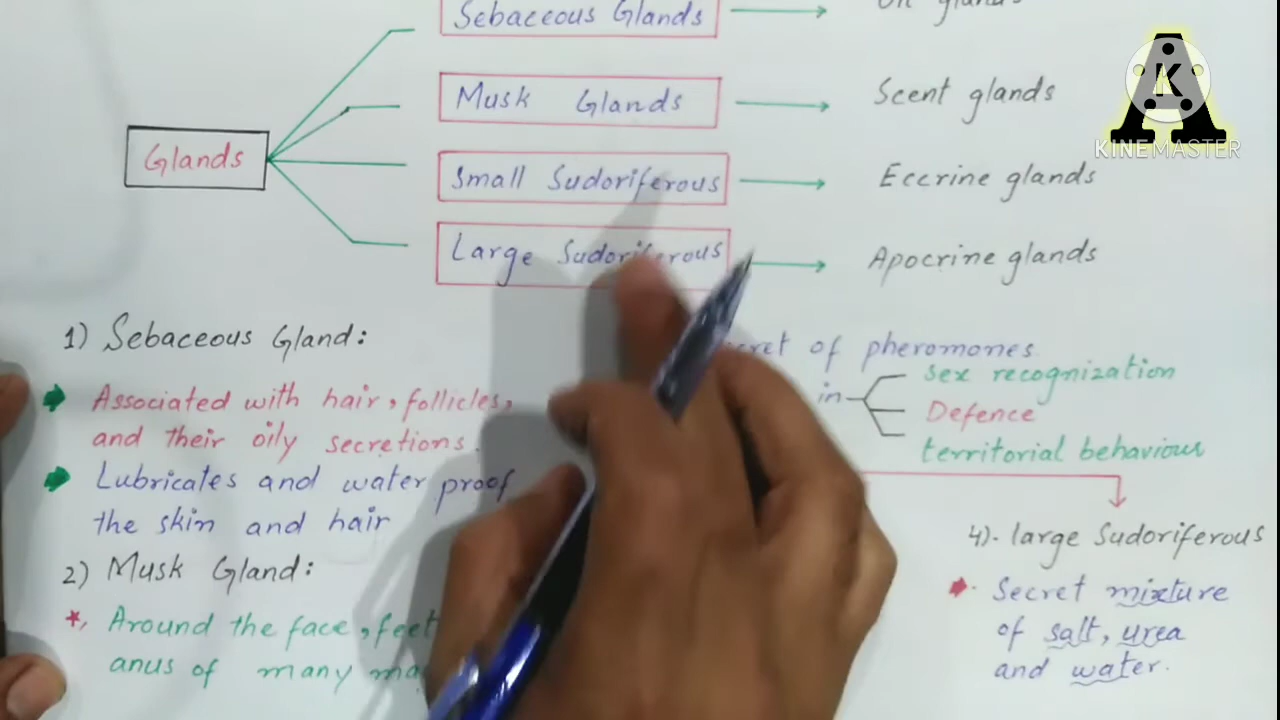 Sebaceous Glands
glands
Musk Glands
Scent glands
Glands
Small Sudoriferous
Eccrine glands
Large Sudoriferous
Apocrine glands
A
K
KINEMASTER
1) Sebaceous Gland:
Associated with hair, follicles,
and their oily secretions.
Lubricates and water proof
the skin and hair
2) Musk Gland:
Around the face, feet
anus of many
of pheromones.
in
sex recognization
Defence
territorial behaviour
4)- large Sudoriferous
Secret mixture
of salt, urea
and water.